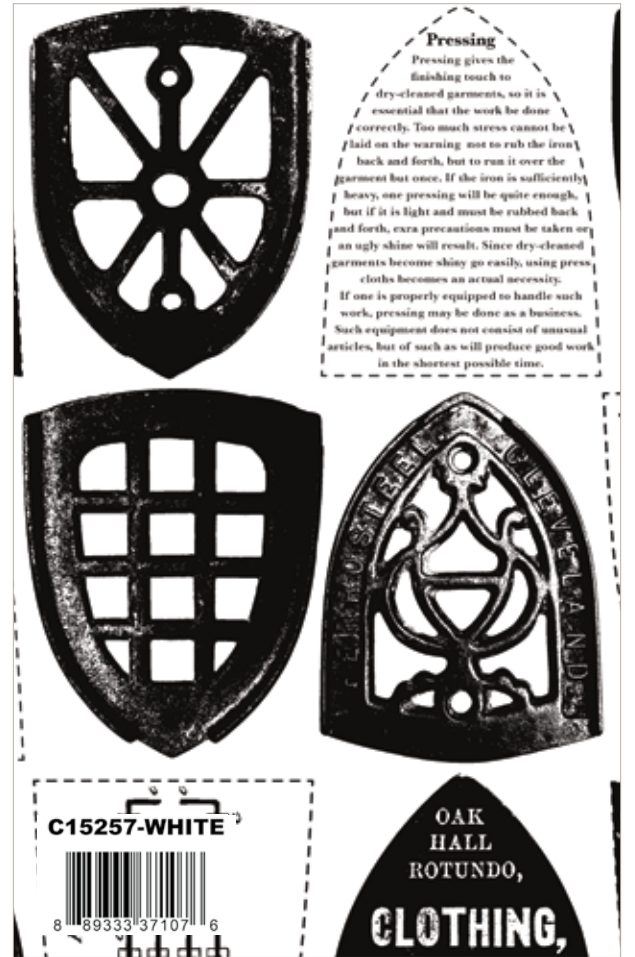 Pressing
Pressing gives the
finishing touch to
dry-cleaned garments, so it is
essential that the work be done
correctly. Too much stress cannot be
laid on the warning not to rub the iron
back and forth, but to run it over the
garment but once. If the iron is sufficiently
heavy, one pressing will be quite enough,
but if it is light and must be rubbed back
and forth, exra precautions must be taken or
an ugly shine will result. Since dry-cleaned
garments become shiny go easily, using press
cloths becomes an actual necessity.
If one is properly equipped to handle such
work, pressing may be done as a business.
Such equipment does not consist of unusual
articles, but of such as will produce good work
in the shortest possible time.
STEEL
CLEVELAND
C15257-WHITE
8 89333 37107 6
OAK
HALL
ROTUNDO,
CLOTHING,